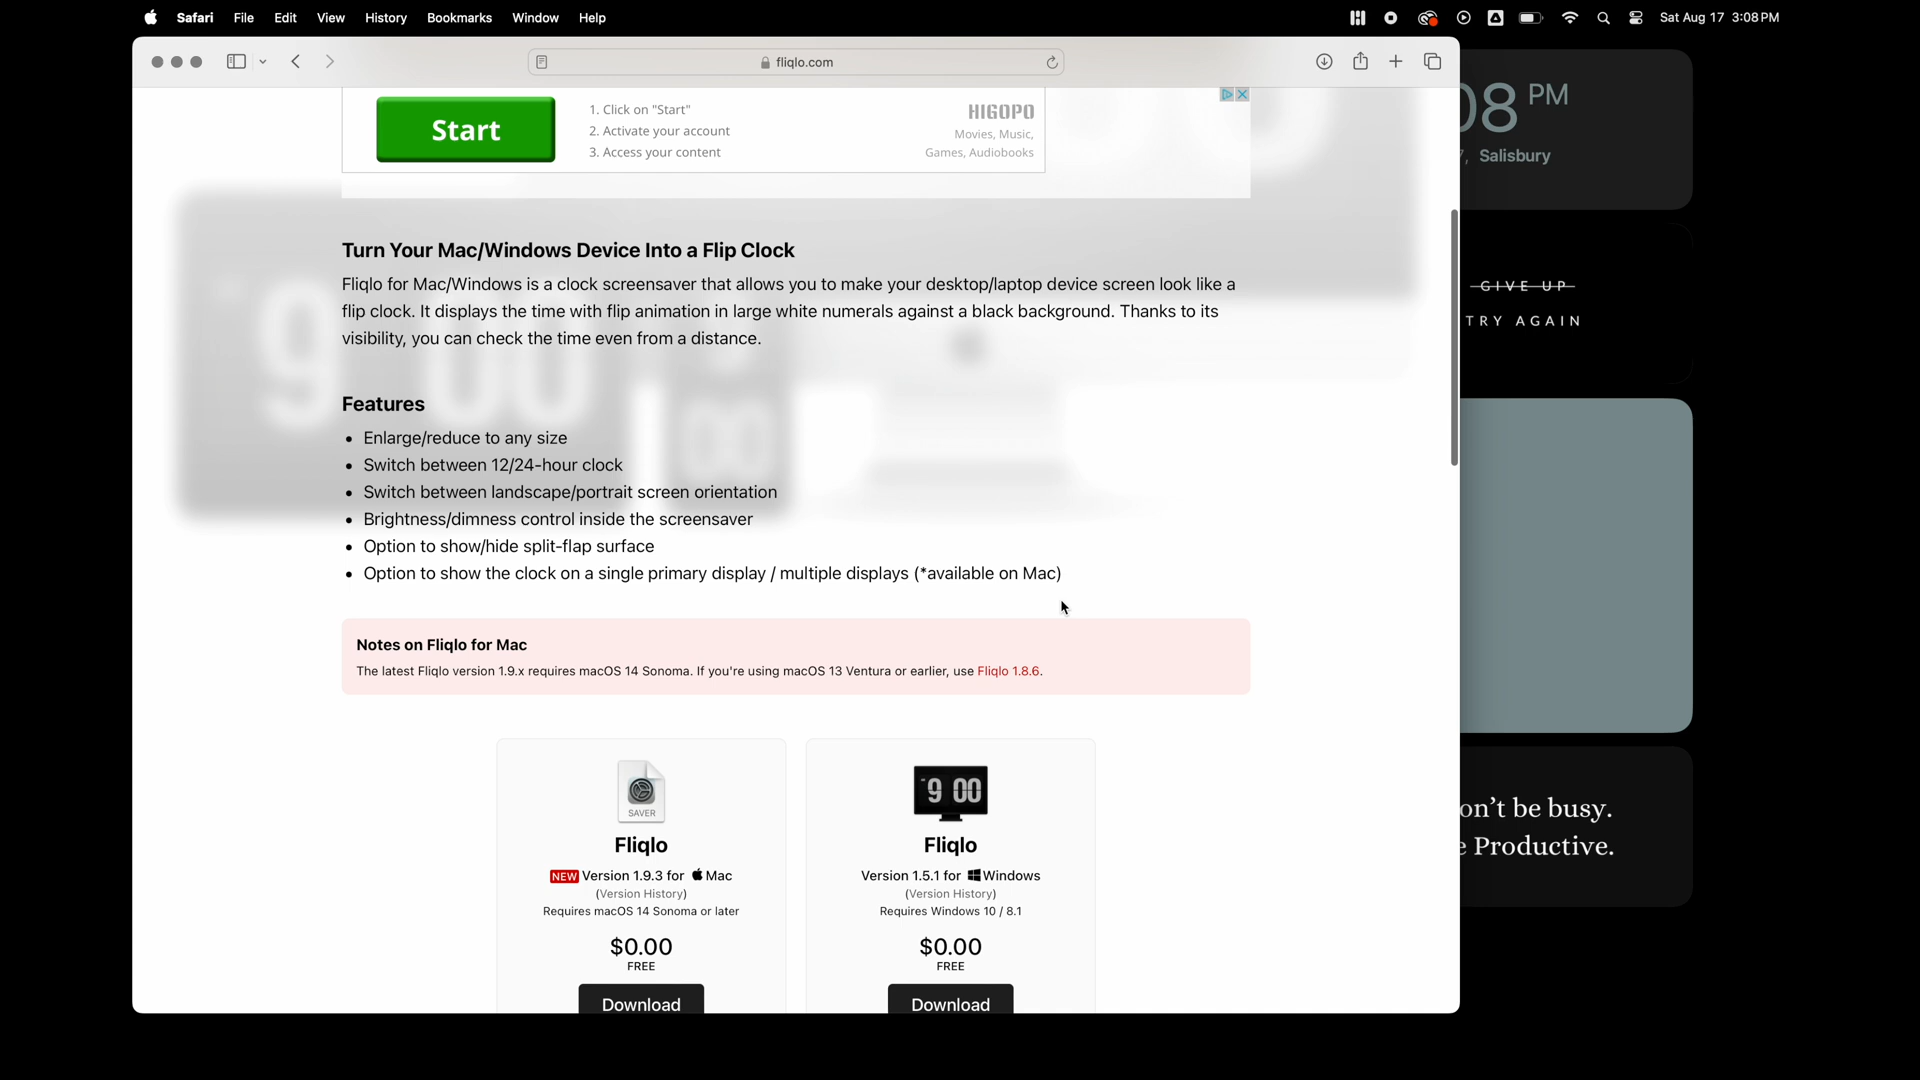 Safari File Edit View History Bookmarks Window Help Sat Aug 17 3:08 PM
fliqlo.com
Start
1. Click on "Start"
2. Activate your account
3. Access your content
HIGOPO
Movies, Music,
Games, Audiobooks
Turn Your Mac/Windows Device Into a Flip Clock
Fliqlo for Mac/Windows is a clock screensaver that allows you to make your desktop/laptop device screen look like a
flip clock. It displays the time with flip animation in large white numerals against a black background. Thanks to its
visibility, you can check the time even from a distance.
Features
• Enlarge/reduce to any size
• Switch between 12/24-hour clock
• Switch between landscape/portrait screen orientation
• Brightness/dimness control inside the screensaver
• Option to show/hide split-flap surface
• Option to show the clock on a single primary display / multiple displays (*available on Mac)
Notes on Fliqlo for Mac
The latest Fliqlo version 1.9.x requires macOS 14 Sonoma. If you're using macOS 13 Ventura or earlier, use Fliqlo 1.8.6.
SAVER
Fliqlo
NEW Version 1.9.3 for Mac
(Version History)
Requires macOS 14 Sonoma or later
$0.00
FREE
Download
9 00
Fliqlo
Version 1.5.1 for Windows
(Version History)
Requires Windows 10 / 8.1
$0.00
FREE
Download
08 PM
7, Salisbury
GIVE UP
TRY AGAIN
on't be busy.
e Productive.